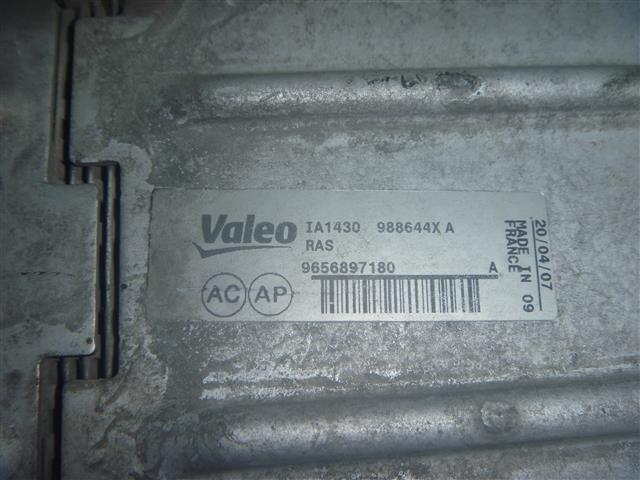 Valeo IA1430 988644X A
RAS
9656897180 A
AC AP
20/04/07
MADE IN 09
FRANCE